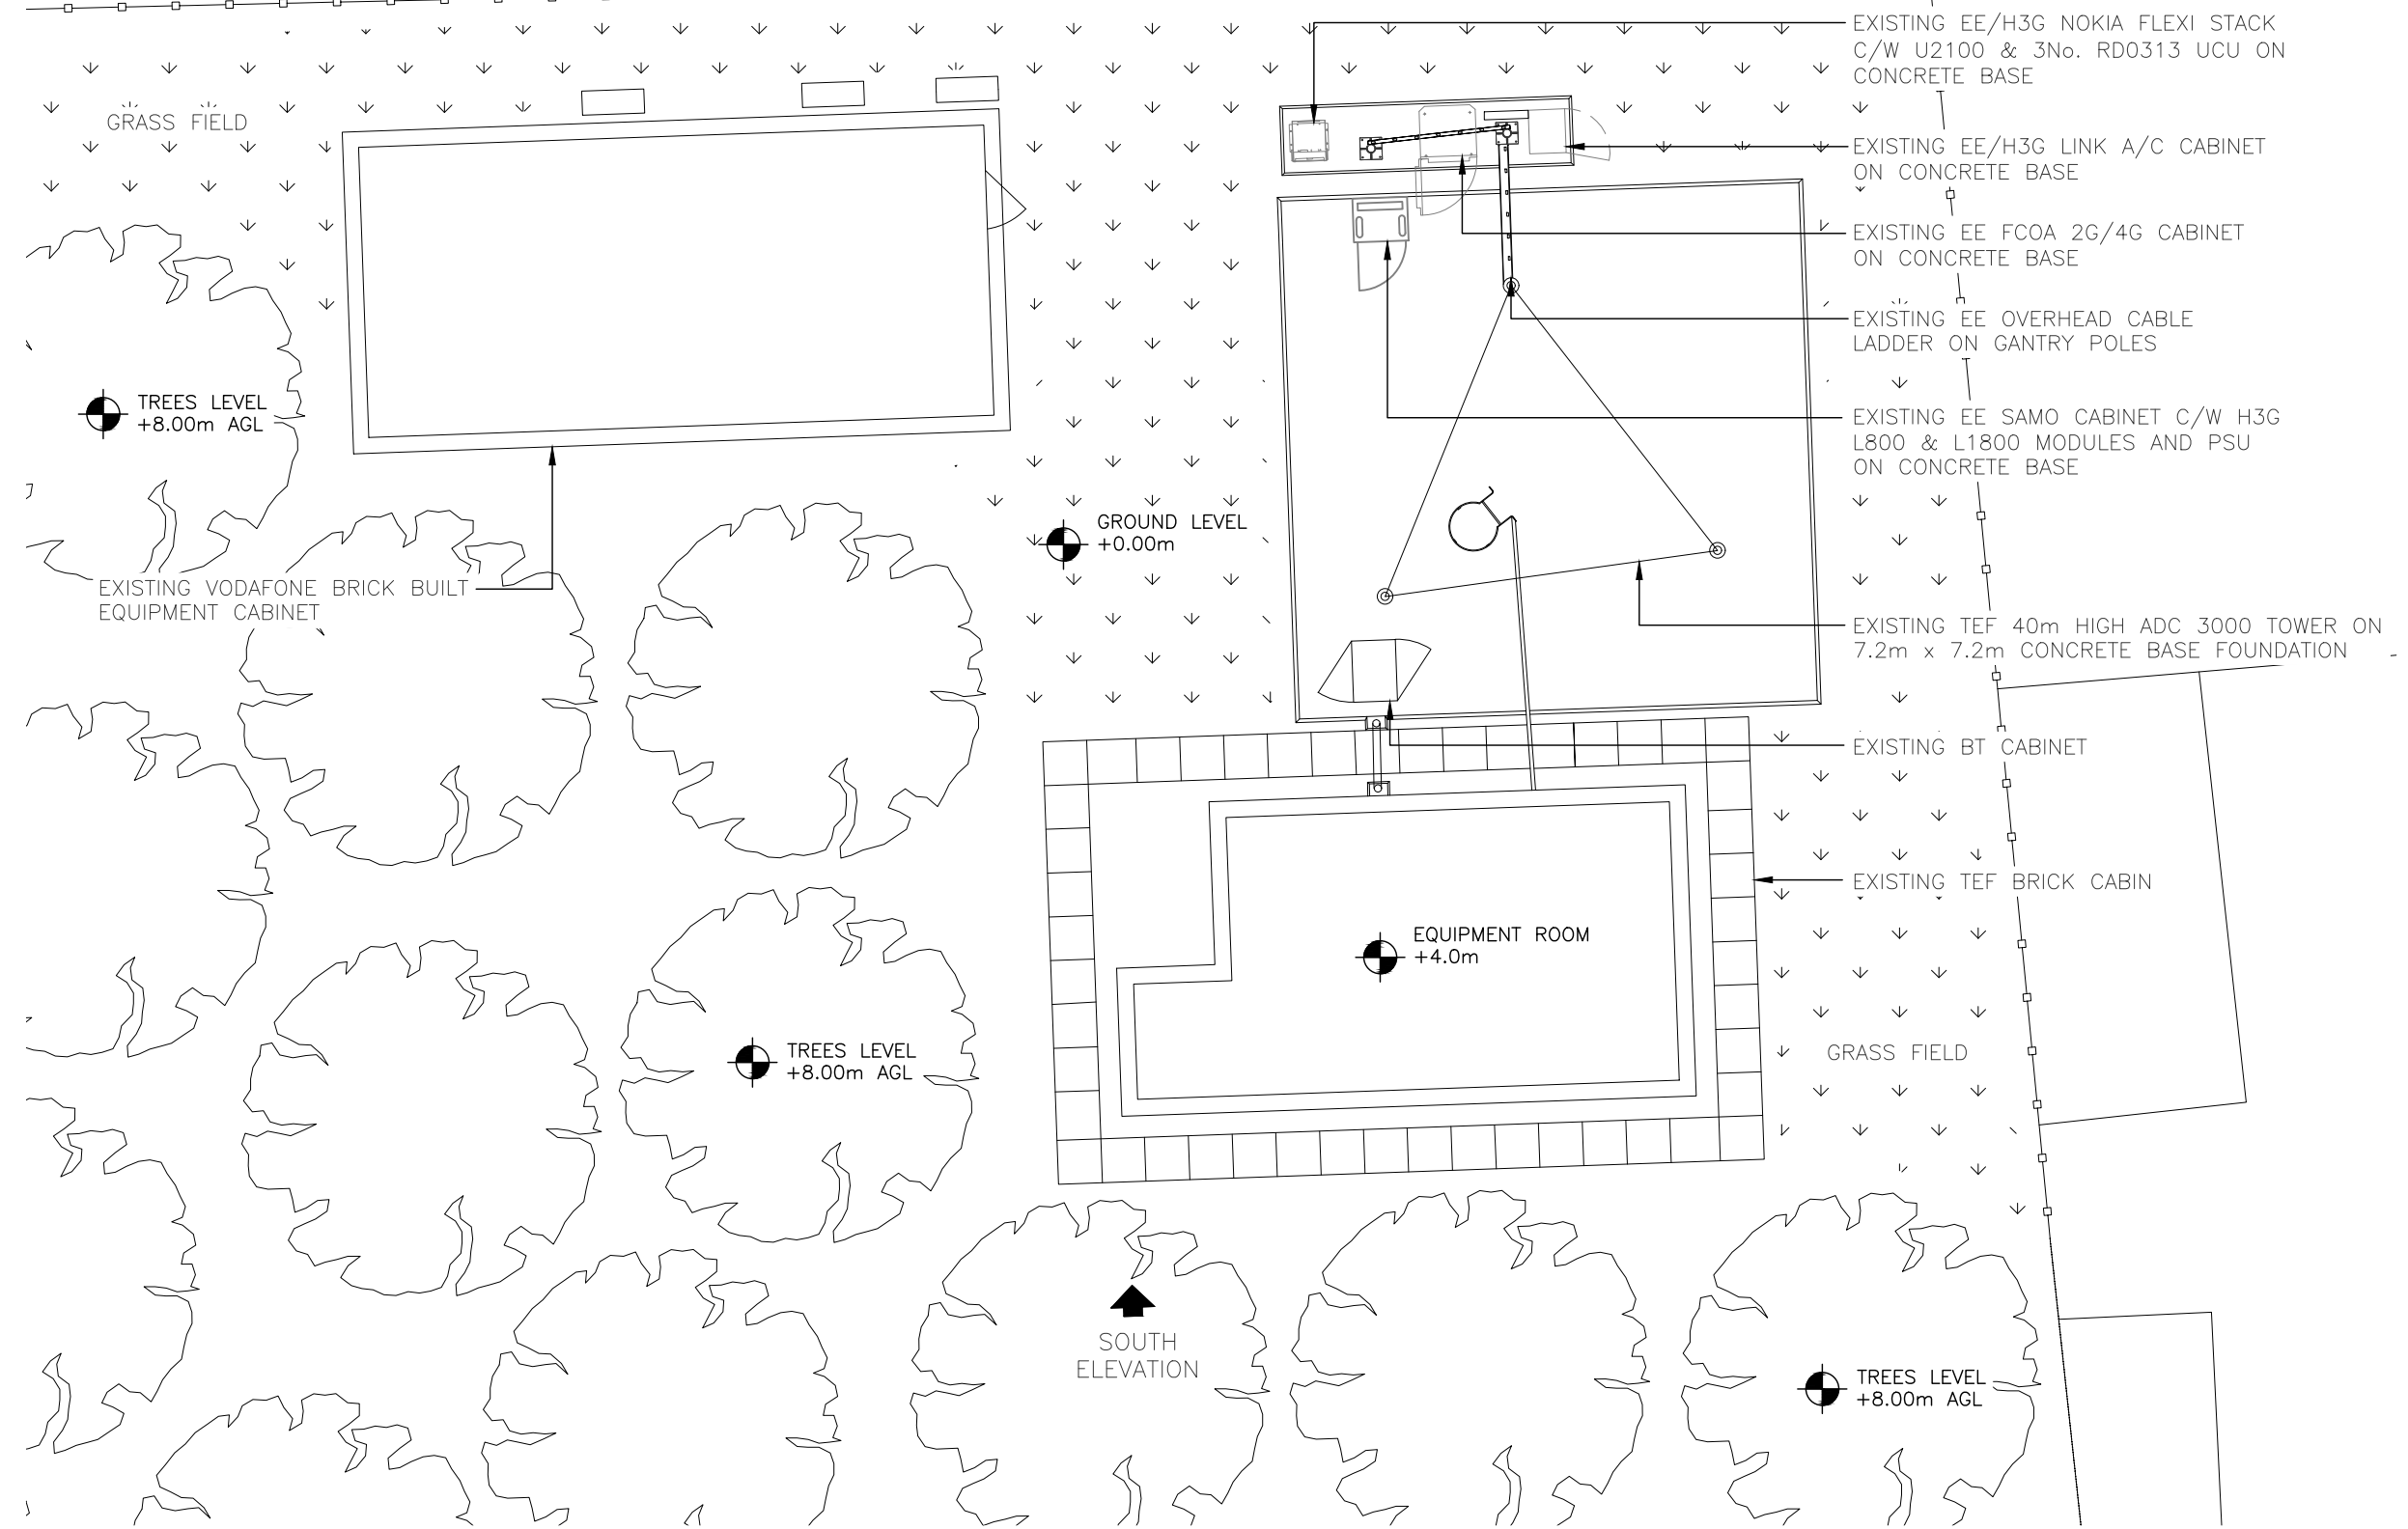 EXISTING EE/H3G NOKIA FLEXI STACK
C/W U2100 & 3No. RD0313 UCU ON
CONCRETE BASE
GRASS FIELD
EXISTING EE/H3G LINK A/C CABINET
ON CONCRETE BASE
EXISTING EE FCOA 2G/4G CABINET
ON CONCRETE BASE
EXISTING EE OVERHEAD CABLE
LADDER ON GANTRY POLES
TREES LEVEL
+8.00m AGL
EXISTING EE SAMO CABINET C/W H3G
L800 & L1800 MODULES AND PSU
ON CONCRETE BASE
GROUND LEVEL
+0.00m
EXISTING VODAFONE BRICK BUILT
EQUIPMENT CABINET
EXISTING TEF 40m HIGH ADC 3000 TOWER ON
7.2m x 7.2m CONCRETE BASE FOUNDATION
EXISTING BT CABINET
EXISTING TEF BRICK CABIN
EQUIPMENT ROOM
+4.0m
TREES LEVEL
+8.00m AGL
GRASS FIELD
SOUTH
ELEVATION
TREES LEVEL
+8.00m AGL